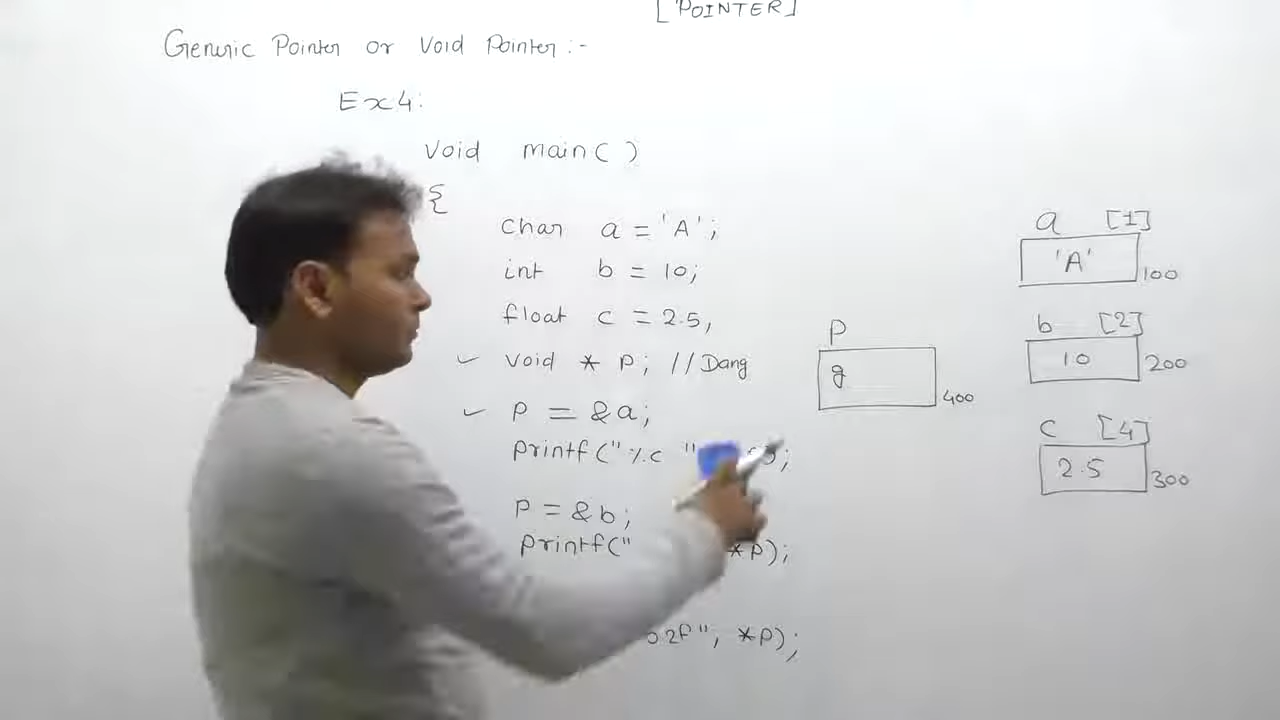 [POINTER]
Generic Pointer or Void Pointer :-
Ex4:
Void main( )
{
char a = 'A';
int b = 10;
float c = 2.5,
✓ void * p; //Dang
✓ P = &a;
printf("%c "
P = &b;
printf(" *p);
0.2f", *p);
P
g
400
a [1]
'A'
100
b [2]
10
200
c [4]
2.5
300